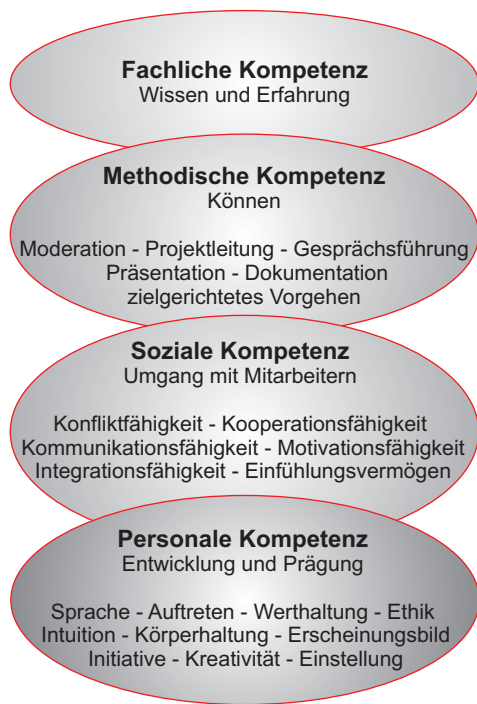 Fachliche Kompetenz
Wissen und Erfahrung
Methodische Kompetenz
Können
Moderation - Projektleitung - Gesprächsführung
Präsentation - Dokumentation
zielgerichtetes Vorgehen
Soziale Kompetenz
Umgang mit Mitarbeitern
Konfliktfähigkeit - Kooperationsfähigkeit
Kommunikationsfähigkeit - Motivationsfähigkeit
Integrationsfähigkeit - Einfühlungsvermögen
Personale Kompetenz
Entwicklung und Prägung
Sprache - Auftreten - Werthaltung - Ethik
Intuition - Körperhaltung - Erscheinungsbild
Initiative - Kreativität - Einstellung